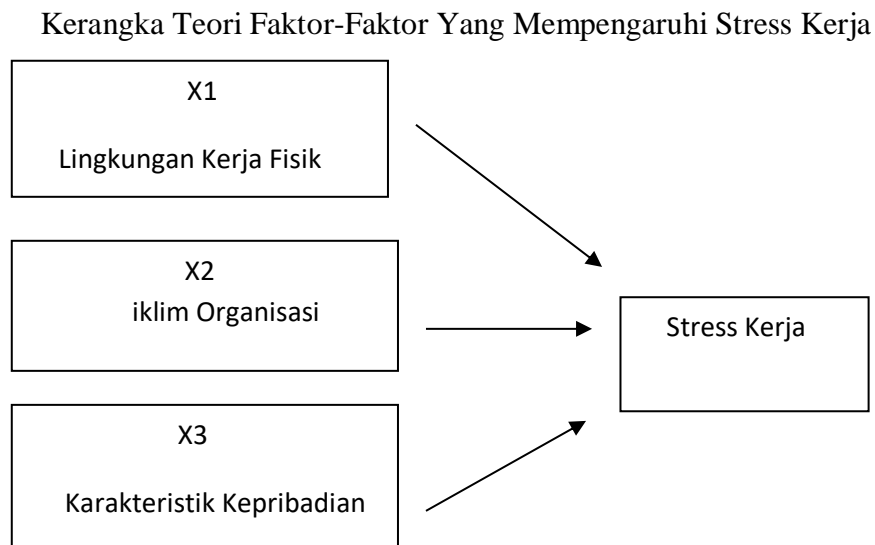 Kerangka Teori Faktor-Faktor Yang Mempengaruhi Stress Kerja
X1
Lingkungan Kerja Fisik
X2
iklim Organisasi
Stress Kerja
X3
Karakteristik Kepribadian